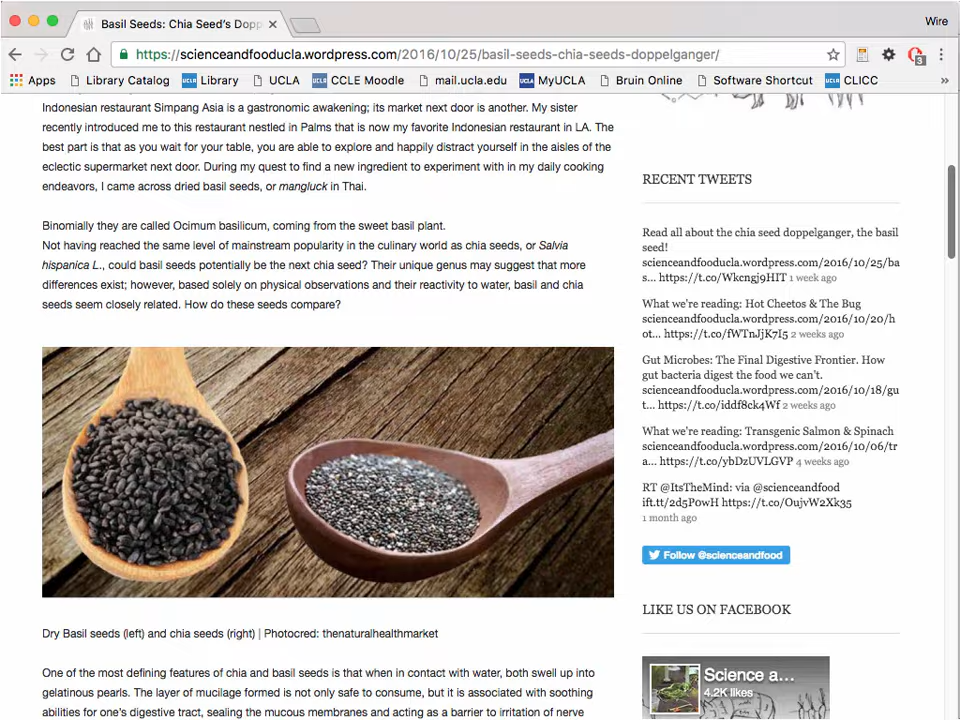 Basil Seeds: Chia Seed's Dopp
Wire
https://scienceandfooducla.wordpress.com/2016/10/25/basil-seeds-chia-seeds-doppelganger/
3
Apps Library Catalog UCLA Library UCLA UCLA CCLE Moodle mail.ucla.edu UCLA MyUCLA Bruin Online Software Shortcut UCLA CLICC »
Indonesian restaurant Simpang Asia is a gastronomic awakening; its market next door is another. My sister
recently introduced me to this restaurant nestled in Palms that is now my favorite Indonesian restaurant in LA. The
best part is that as you wait for your table, you are able to explore and happily distract yourself in the aisles of the
eclectic supermarket next door. During my quest to find a new ingredient to experiment with in my daily cooking
endeavors, I came across dried basil seeds, or mangluck in Thai.
Binomially they are called Ocimum basilicum, coming from the sweet basil plant.
Not having reached the same level of mainstream popularity in the culinary world as chia seeds, or Salvia
hispanica L., could basil seeds potentially be the next chia seed? Their unique genus may suggest that more
differences exist; however, based solely on physical observations and their reactivity to water, basil and chia
seeds seem closely related. How do these seeds compare?
Dry Basil seeds (left) and chia seeds (right) | Photocred: thenaturalhealthmarket
One of the most defining features of chia and basil seeds is that when in contact with water, both swell up into
gelatinous pearls. The layer of mucilage formed is not only safe to consume, but it is associated with soothing
abilities for one's digestive tract, sealing the mucous membranes and acting as a barrier to irritation of nerve
RECENT TWEETS
Read all about the chia seed doppelganger, the basil
seed!
scienceandfooducla.wordpress.com/2016/10/25/ba
s... https://t.co/Wkcngj9HIT 1 week ago
What we're reading: Hot Cheetos & The Bug
scienceandfooducla.wordpress.com/2016/10/20/h
ot... https://t.co/fWTnJjK7I5 2 weeks ago
Gut Microbes: The Final Digestive Frontier. How
gut bacteria digest the food we can't.
scienceandfooducla.wordpress.com/2016/10/18/gu
t... https://t.co/iddf8ck4Wf 2 weeks ago
What we're reading: Transgenic Salmon & Spinach
scienceandfooducla.wordpress.com/2016/10/06/tr
a... https://t.co/ybDzUVLGVP 4 weeks ago
RT @ItsTheMind: via @scienceandfood
ift.tt/2d5PowH https://t.co/OujvW2Xk35
1 month ago
Follow @scienceandfood
LIKE US ON FACEBOOK
Science a...
4.2K likes